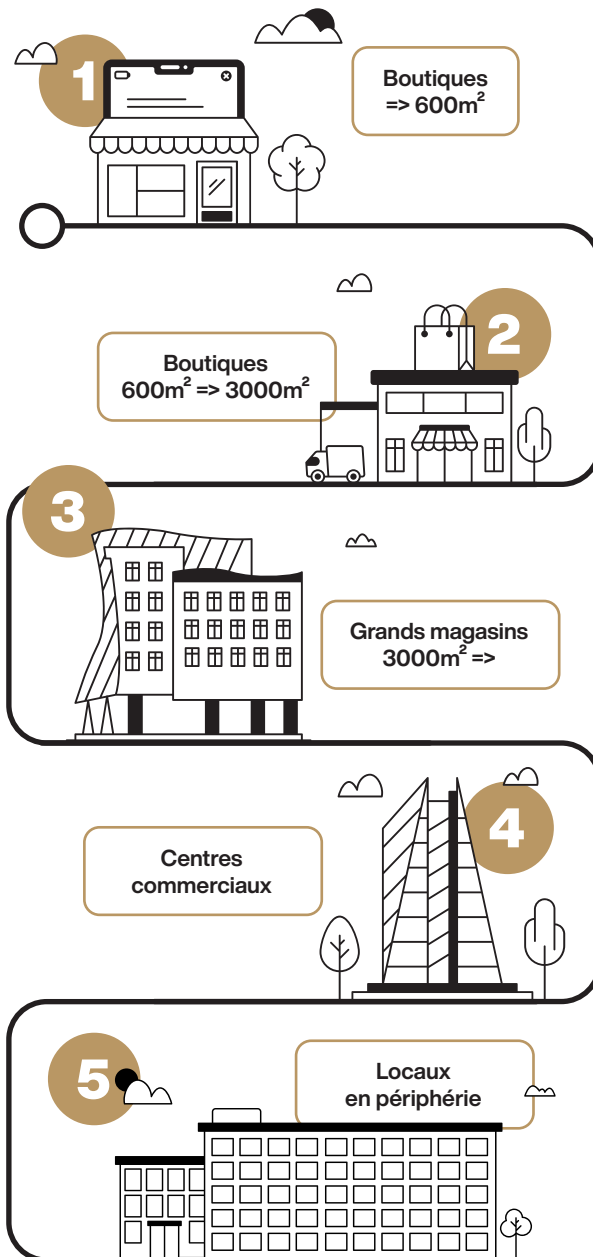 1
Boutiques
=> 600m²
2
Boutiques
600m² => 3000m²
3
Grands magasins
3000m² =>
4
Centres
commerciaux
5
Locaux
en périphérie